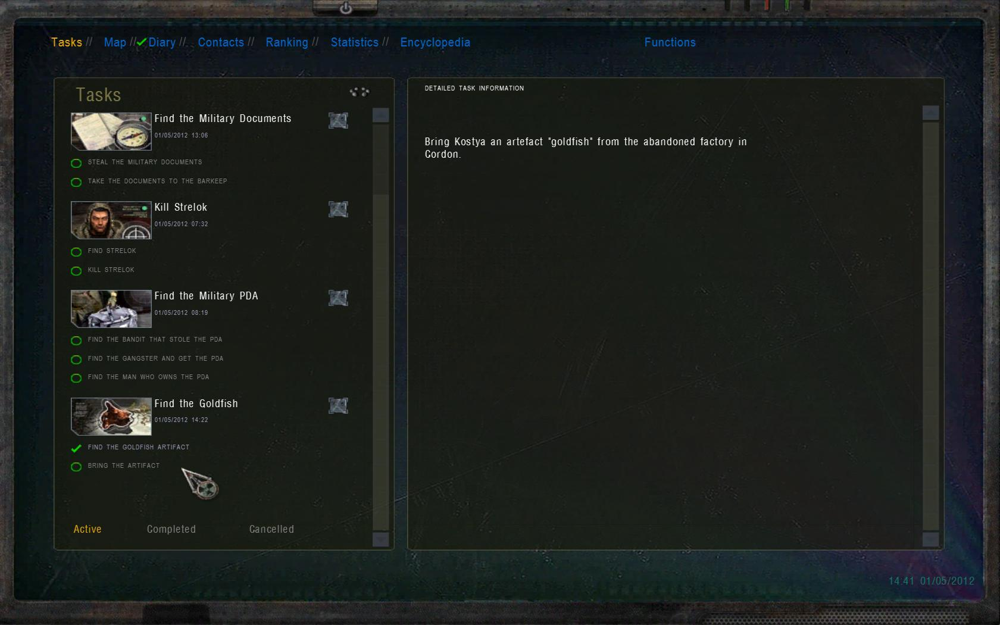 Tasks // Map // Diary // Contacts // Ranking // Statistics // Encyclopedia Functions
Tasks
Find the Military Documents
01/05/2012 13:06
STEAL THE MILITARY DOCUMENTS
TAKE THE DOCUMENTS TO THE BARKEEP
Kill Strelok
01/05/2012 07:32
FIND STRELOK
KILL STRELOK
Find the Military PDA
01/05/2012 08:19
FIND THE BANDIT THAT STOLE THE PDA
FIND THE GANGSTER AND GET THE PDA
FIND THE MAN WHO OWNS THE PDA
Find the Goldfish
01/05/2012 14:22
FIND THE GOLDFISH ARTIFACT
BRING THE ARTIFACT
Active Completed Cancelled
DETAILED TASK INFORMATION
Bring Kostya an artefact "goldfish" from the abandoned factory in
Cordon.
14:41 01/05/2012